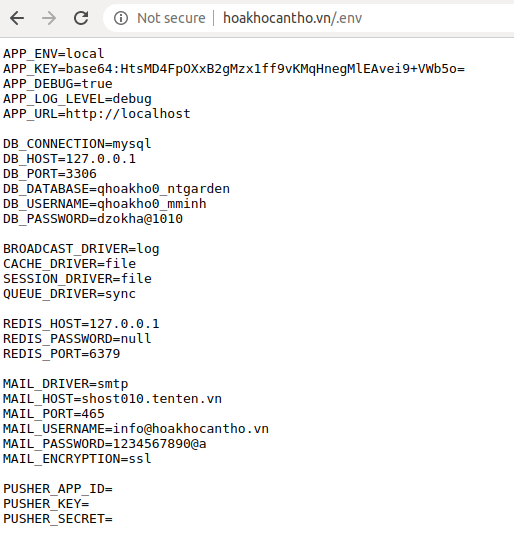 Not secure | hoakhocantho.vn/.env
APP_ENV=local
APP_KEY=base64:HtsMD4FpOXxB2gMzx1ff9vKMqHnegMlEAvei9+VWb5o=
APP_DEBUG=true
APP_LOG_LEVEL=debug
APP_URL=http://localhost
DB_CONNECTION=mysql
DB_HOST=127.0.0.1
DB_PORT=3306
DB_DATABASE=qhoakho0_ntgarden
DB_USERNAME=qhoakho0_mminh
DB_PASSWORD=dzokha@1010
BROADCAST_DRIVER=log
CACHE_DRIVER=file
SESSION_DRIVER=file
QUEUE_DRIVER=sync
REDIS_HOST=127.0.0.1
REDIS_PASSWORD=null
REDIS_PORT=6379
MAIL_DRIVER=smtp
MAIL_HOST=shost010.tenten.vn
MAIL_PORT=465
MAIL_USERNAME=info@hoakhocantho.vn
MAIL_PASSWORD=1234567890@a
MAIL_ENCRYPTION=ssl
PUSHER_APP_ID=
PUSHER_KEY=
PUSHER_SECRET=